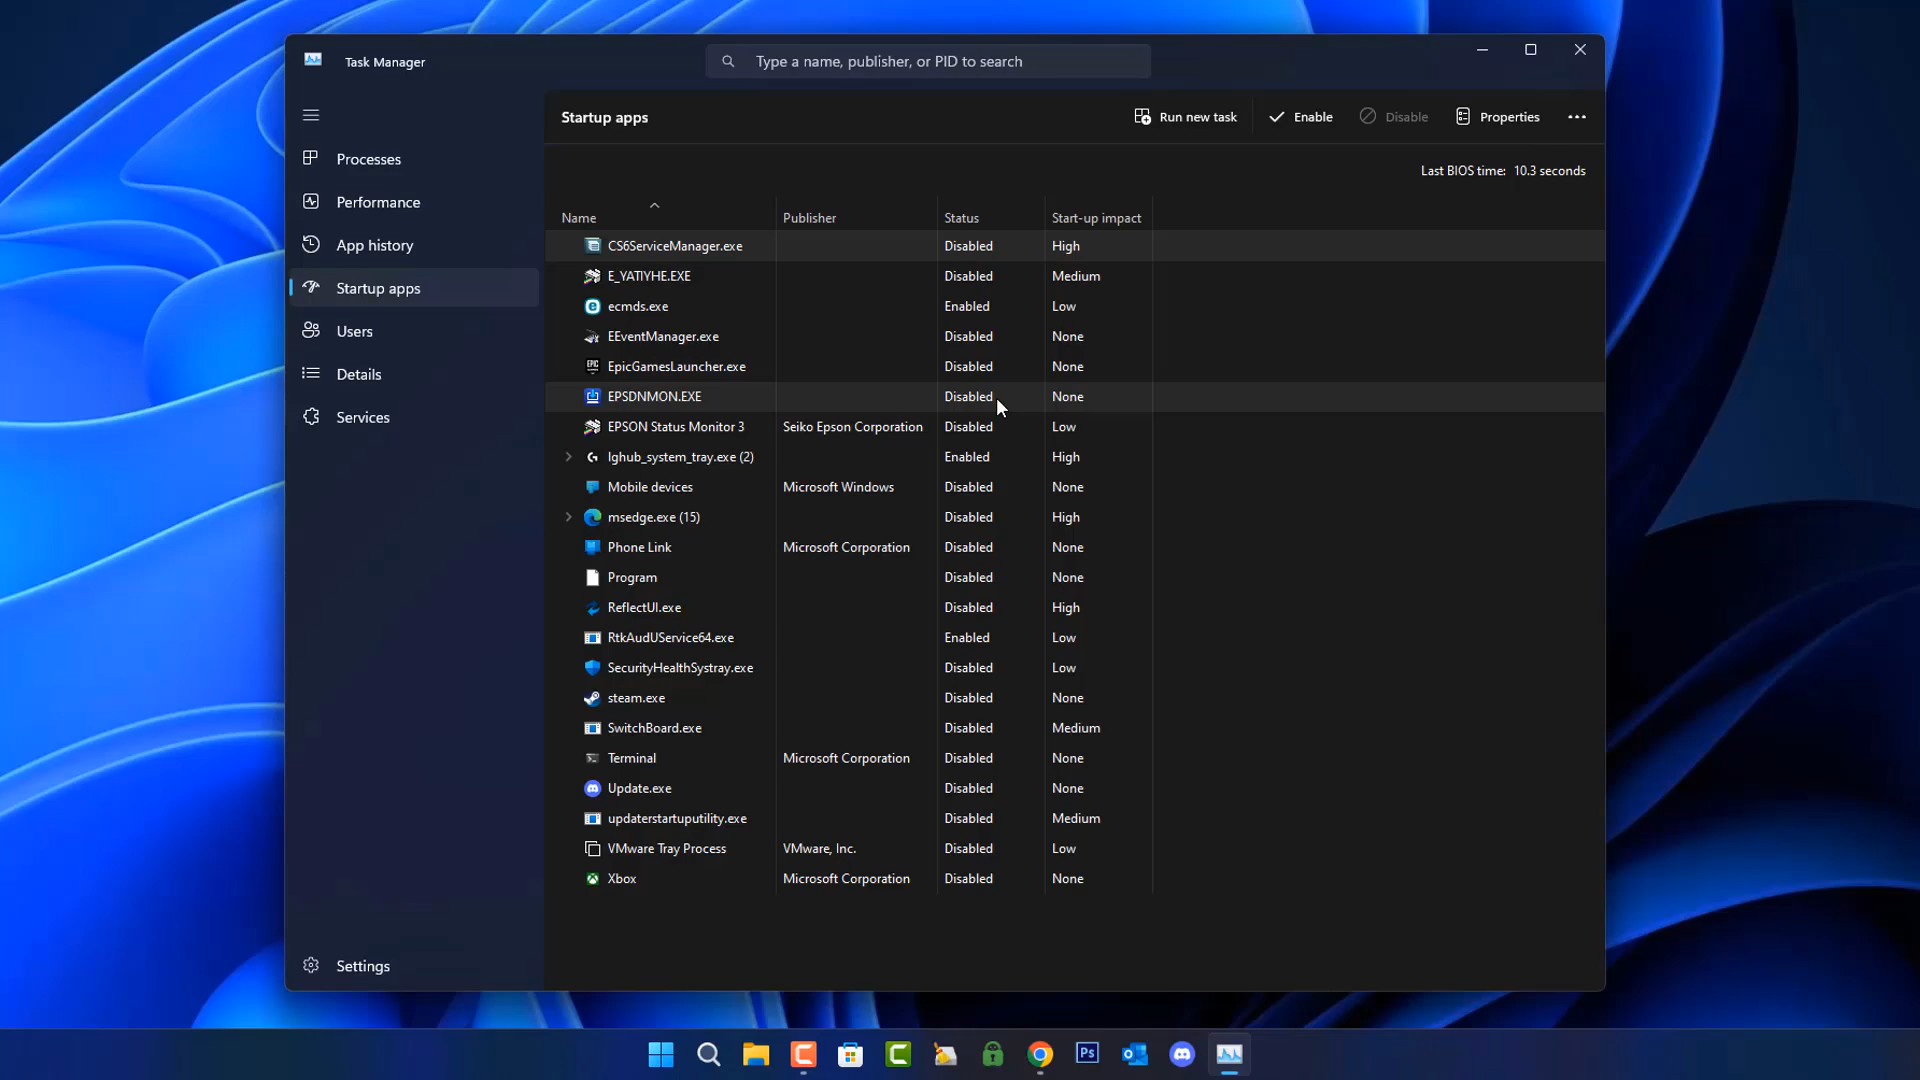 Task Manager
Type a name, publisher, or PID to search
Startup apps
Run new task Enable Disable Properties
Last BIOS time: 10.3 seconds
Processes
Performance
App history
Startup apps
Users
Details
Services
Settings
Name Publisher Status Start-up impact
CS6ServiceManager.exe Disabled High
E_YATIYHE.EXE Disabled Medium
ecmds.exe Enabled Low
EEventManager.exe Disabled None
EPIC EpicGamesLauncher.exe Disabled None
EPSDNMON.EXE Disabled None
EPSON Status Monitor 3 Seiko Epson Corporation Disabled Low
lghub_system_tray.exe (2) Enabled High
Mobile devices Microsoft Windows Disabled None
msedge.exe (15) Disabled High
Phone Link Microsoft Corporation Disabled None
Program Disabled None
ReflectUI.exe Disabled High
RtkAudUService64.exe Enabled Low
SecurityHealthSystray.exe Disabled Low
steam.exe Disabled None
SwitchBoard.exe Disabled Medium
Terminal Microsoft Corporation Disabled None
Update.exe Disabled None
updaterstartuputility.exe Disabled Medium
VMware Tray Process VMware, Inc. Disabled Low
Xbox Microsoft Corporation Disabled None
Ps